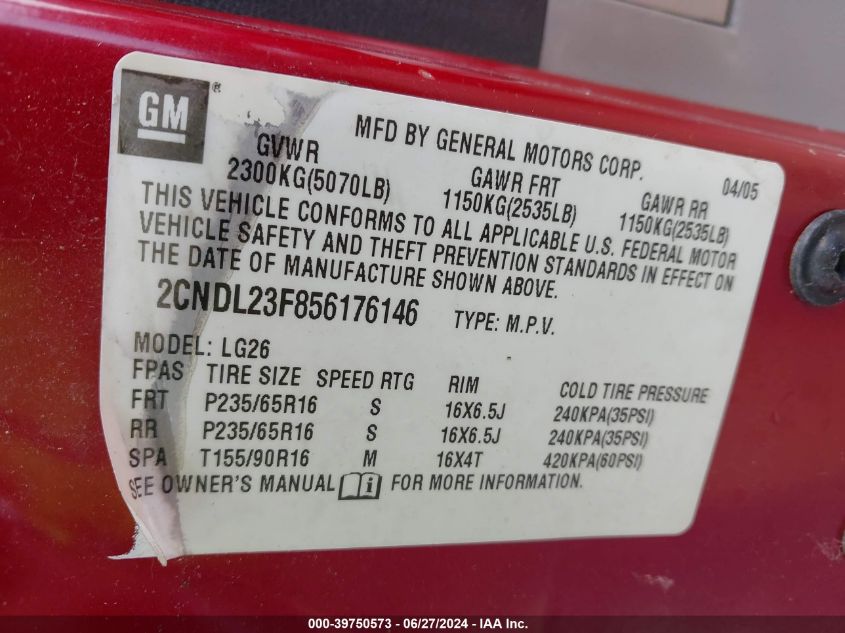 GM ®
MFD BY GENERAL MOTORS CORP. 04/05
GVWR GAWR FRT GAWR RR
2300KG(5070LB) 1150KG(2535LB) 1150KG(2535LB)
THIS VEHICLE CONFORMS TO ALL APPLICABLE U.S. FEDERAL MOTOR
VEHICLE SAFETY AND THEFT PREVENTION STANDARDS IN EFFECT ON
THE DATE OF MANUFACTURE SHOWN ABOVE.
2CNDL23F856176146 TYPE: M.P.V.
MODEL: LG26
FPAS TIRE SIZE SPEED RTG RIM COLD TIRE PRESSURE
FRT P235/65R16 S 16X6.5J 240KPA(35PSI)
RR P235/65R16 S 16X6.5J 240KPA(35PSI)
SPA T155/90R16 M 16X4T 420KPA(60PSI)
SEE OWNER'S MANUAL i FOR MORE INFORMATION.
000-39750573 - 06/27/2024 - IAA Inc.